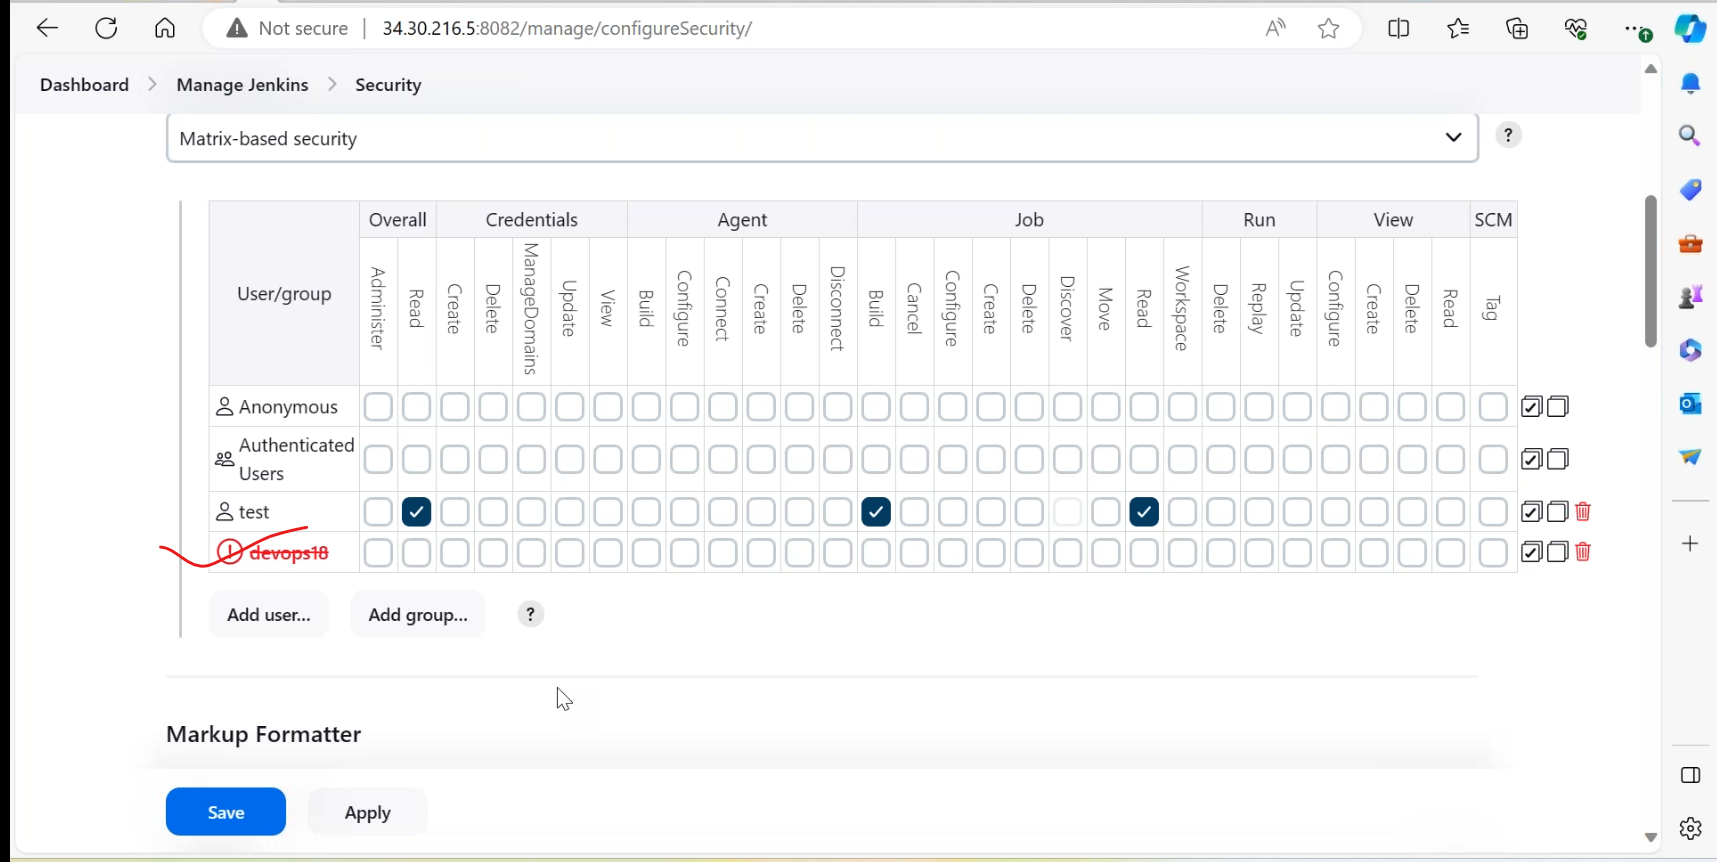 Not secure 34.30.216.5:8082/manage/configureSecurity/
Dashboard Manage Jenkins Security
Matrix-based security ?
User/group Overall Credentials Agent Job Run View SCM
Administer Read Create Delete ManageDomains Update View Build Configure Connect Create Delete Disconnect Build Cancel Configure Create Delete Discover Move Read Workspace Delete Replay Update Configure Create Delete Read Tag
Anonymous
Authenticated
Users
test
devops18
Add user... Add group... ?
Markup Formatter
Save Apply